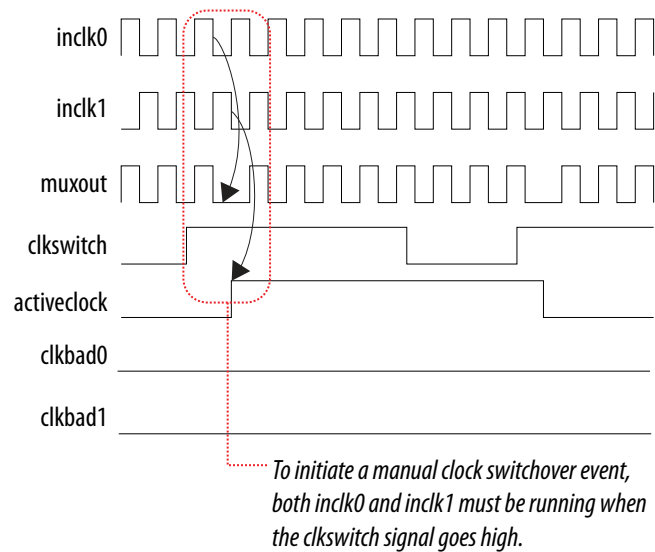 inclk0
inclk1
muxout
clkswitch
activeclock
clkbad0
clkbad1
To initiate a manual clock switchover event,
both inclk0 and inclk1 must be running when
the clkswitch signal goes high.